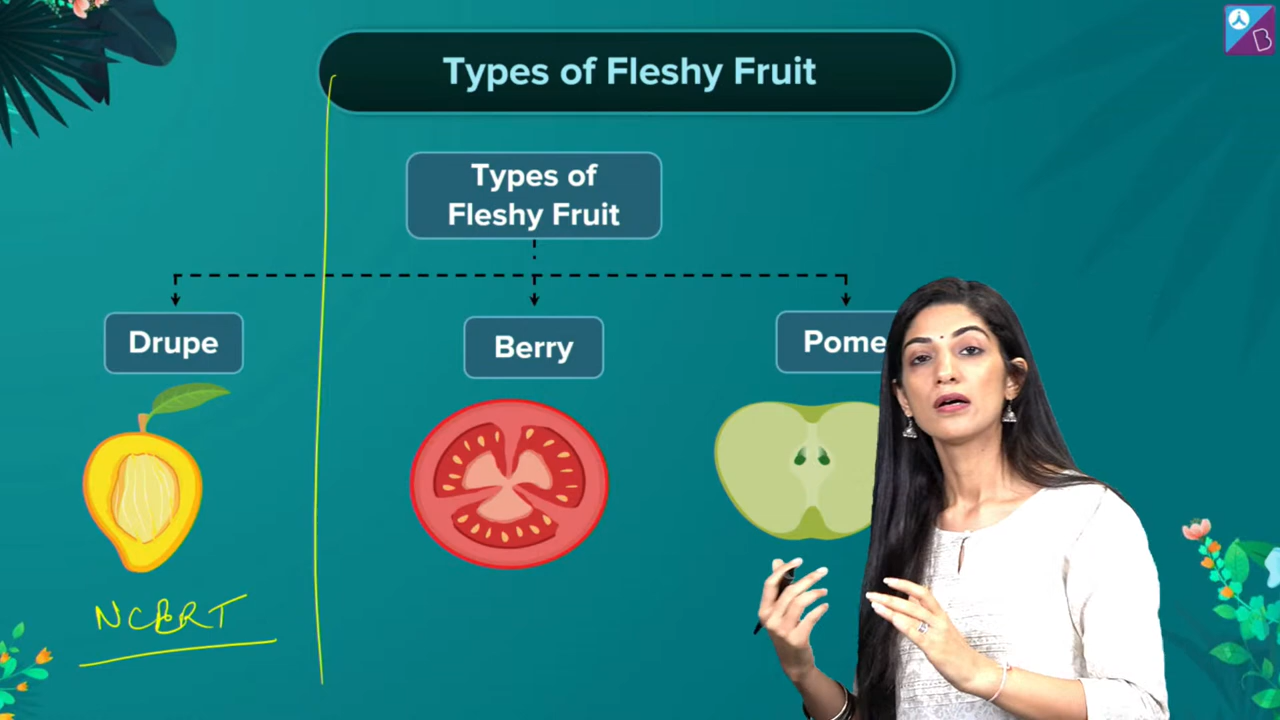 Types of Fleshy Fruit
Types of
Fleshy Fruit
Drupe
Berry
Pome
NCERT